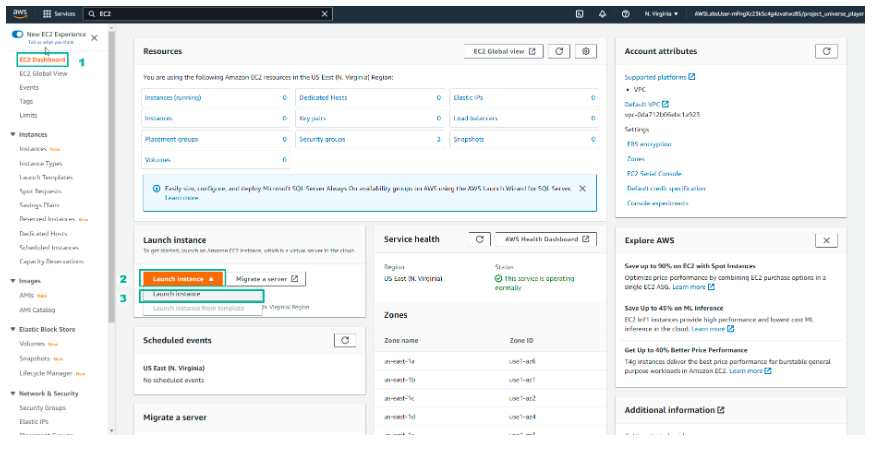 aws
Services
EC2
N. Virginia
New EC2 Experience
Tell us what you think
EC2 Dashboard
1
EC2 Global View
Events
Tags
Limits
Instances
Instances New
Instance Types
Launch Templates
Spot Requests
Savings Plans
Reserved Instances New
Dedicated Hosts
Scheduled Instances
Capacity Reservations
Images
AMIs New
AMI Catalog
Elastic Block Store
Volumes New
Snapshots New
Lifecycle Manager New
Network & Security
Security Groups
Elastic IPs
Resources
EC2 Global view
You are using the following Amazon EC2 resources in the US East (N. Virginia) Region:
Instances (running) 0 Dedicated Hosts 0 Elastic IPs 0
Instances 0 Key pairs 0 Load balancers 0
Placement groups 0 Security groups 2 Snapshots 0
Volumes 0
Easily size, configure, and deploy Microsoft SQL Server Always On availability groups on AWS using the AWS Launch Wizard for SQL Server.
Learn more
Launch instance
To get started, launch an Amazon EC2 instance, which is a virtual server in the cloud.
2
Launch instance
Migrate a server
3
Launch instance
Launch instance from template
N. Virginia) Region
Scheduled events
US East (N. Virginia)
No scheduled events
Migrate a server
Service health
AWS Health Dashboard
Region Status
US East (N. Virginia) This service is operating
normally
Zones
Zone name Zone ID
us-east-1a use1-az6
us-east-1b use1-az1
us-east-1c use1-az2
us-east-1d use1-az4
Account attributes
Supported platforms
• VPC
Default VPC
vpc-0da712b06ebc1a923
Settings
EBS encryption
Zones
EC2 Serial Console
Default credit specification
Console experiments
Explore AWS
Save up to 90% on EC2 with Spot Instances
Optimize price-performance by combining EC2 purchase options in a
single EC2 ASG. Learn more
Save Up to 45% on ML Inference
EC2 Inf1 instances provide high performance and lowest cost ML
inference in the cloud. Learn more
Get Up to 40% Better Price Performance
T4g instances deliver the best price performance for burstable general
purpose workloads in Amazon EC2. Learn more
Additional information